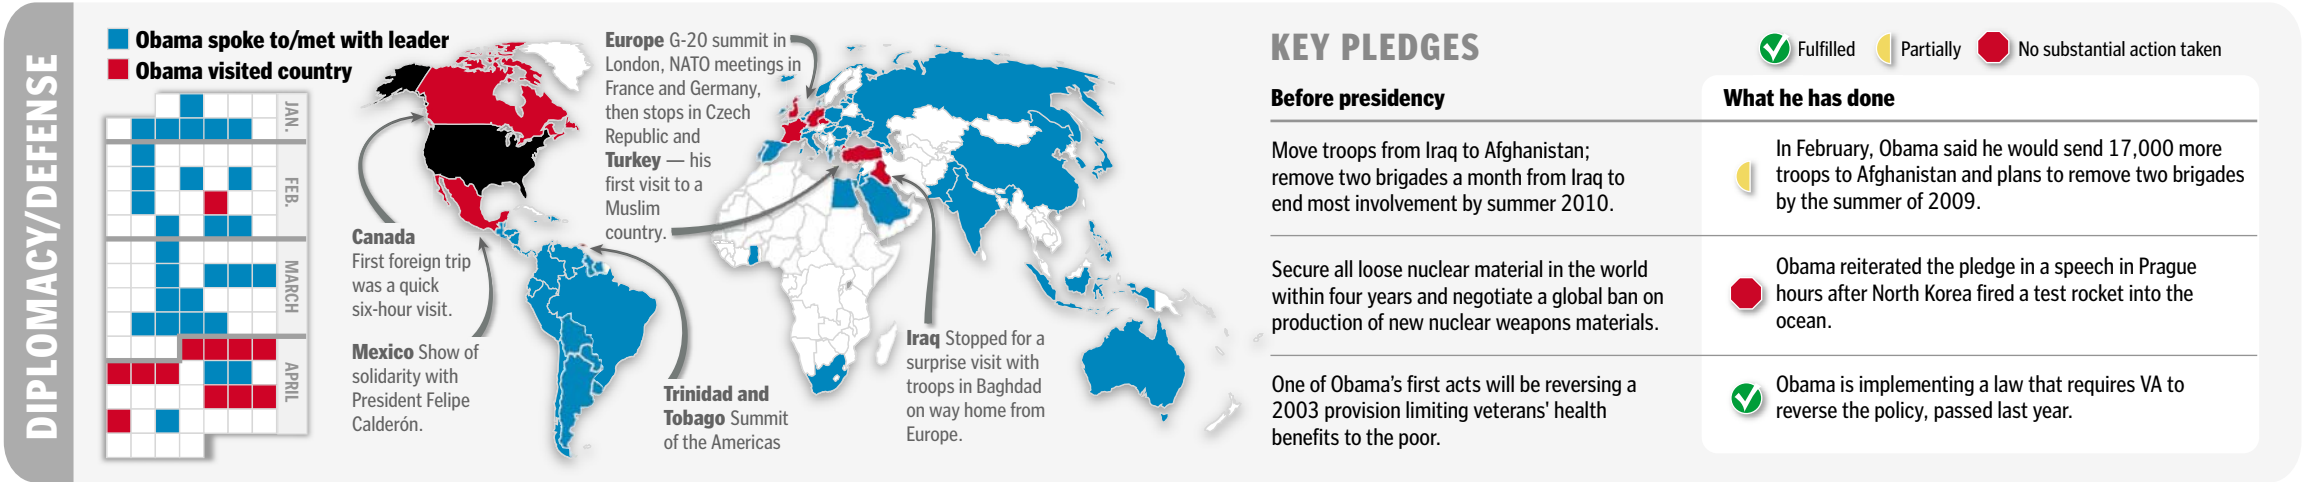 DIPLOMACY/DEFENSE
Obama spoke to/met with leader
Obama visited country
JAN.
FEB.
MARCH
APRIL
Canada
First foreign trip
was a quick
six-hour visit.
Mexico Show of
solidarity with
President Felipe
Calderón.
Europe G-20 summit in
London, NATO meetings in
France and Germany,
then stops in Czech
Republic and
Turkey — his
first visit to a
Muslim
country.
Trinidad and
Tobago Summit
of the Americas
Iraq Stopped for a
surprise visit with
troops in Baghdad
on way home from
Europe.
KEY PLEDGES
Fulfilled
Partially
No substantial action taken
Before presidency
What he has done
Move troops from Iraq to Afghanistan;
remove two brigades a month from Iraq to
end most involvement by summer 2010.
In February, Obama said he would send 17,000 more
troops to Afghanistan and plans to remove two brigades
by the summer of 2009.
Secure all loose nuclear material in the world
within four years and negotiate a global ban on
production of new nuclear weapons materials.
Obama reiterated the pledge in a speech in Prague
hours after North Korea fired a test rocket into the
ocean.
One of Obama's first acts will be reversing a
2003 provision limiting veterans' health
benefits to the poor.
Obama is implementing a law that requires VA to
reverse the policy, passed last year.